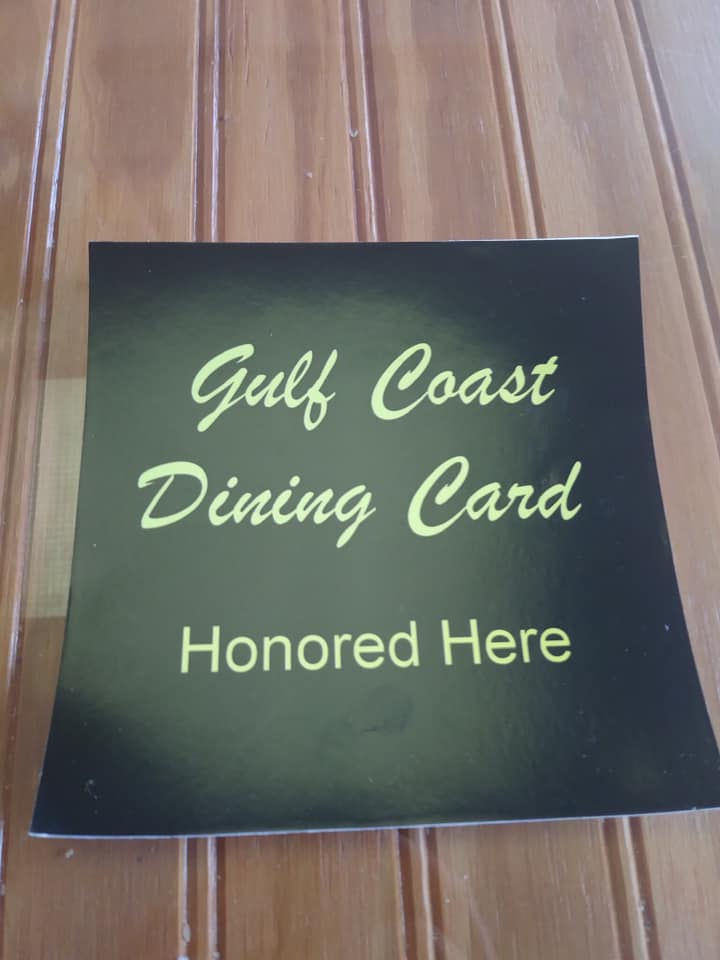 Gulf Coast
Dining Card
Honored Here